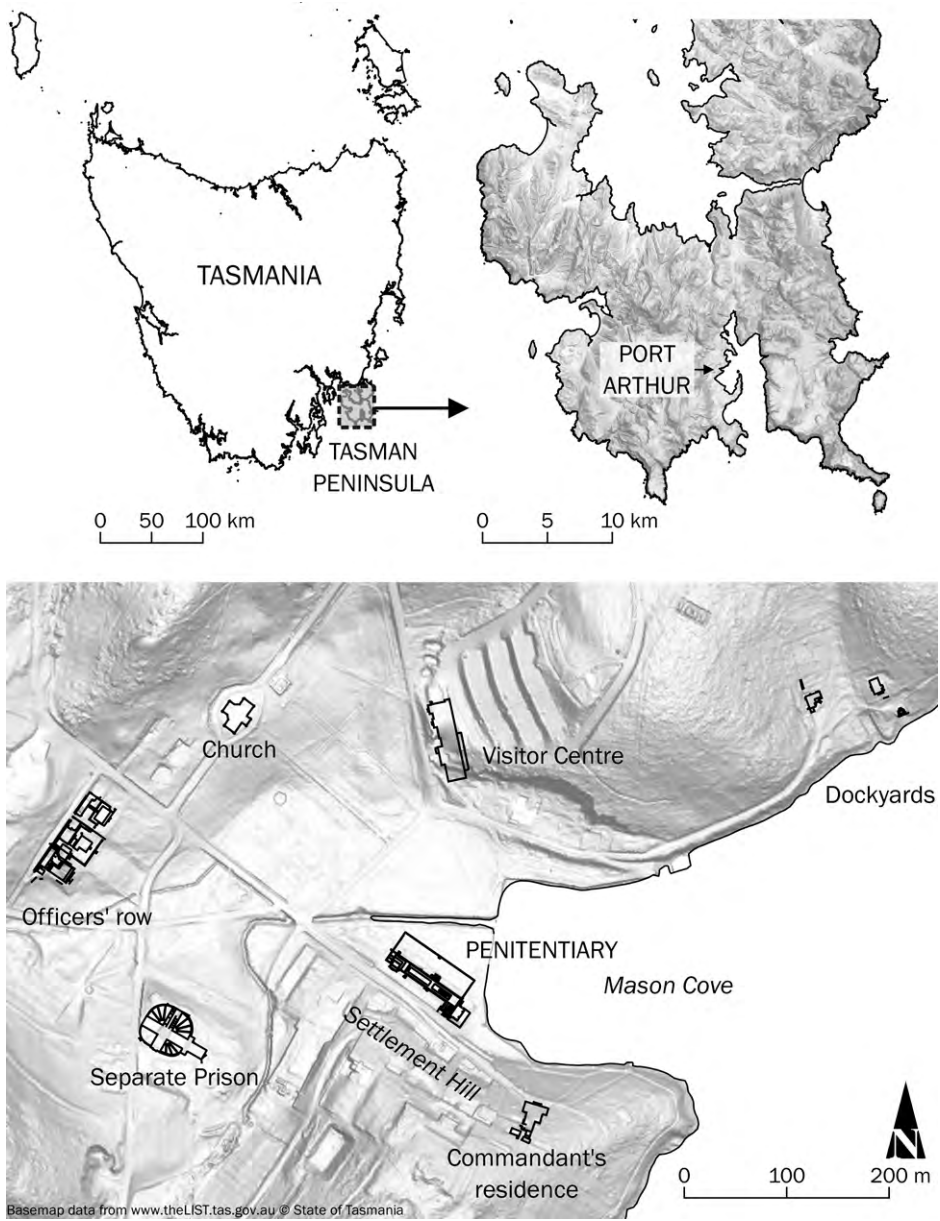 TASMANIA
TASMAN
PENINSULA
0 50 100 km
PORT
ARTHUR
0 5 10 km
Church
Visitor Centre
Dockyards
Officers' row
PENITENTIARY
Mason Cove
Settlement Hill
Separate Prison
Commandant's
residence
N
0 100 200 m
Basemap data from www.theLIST.tas.gov.au © State of Tasmania